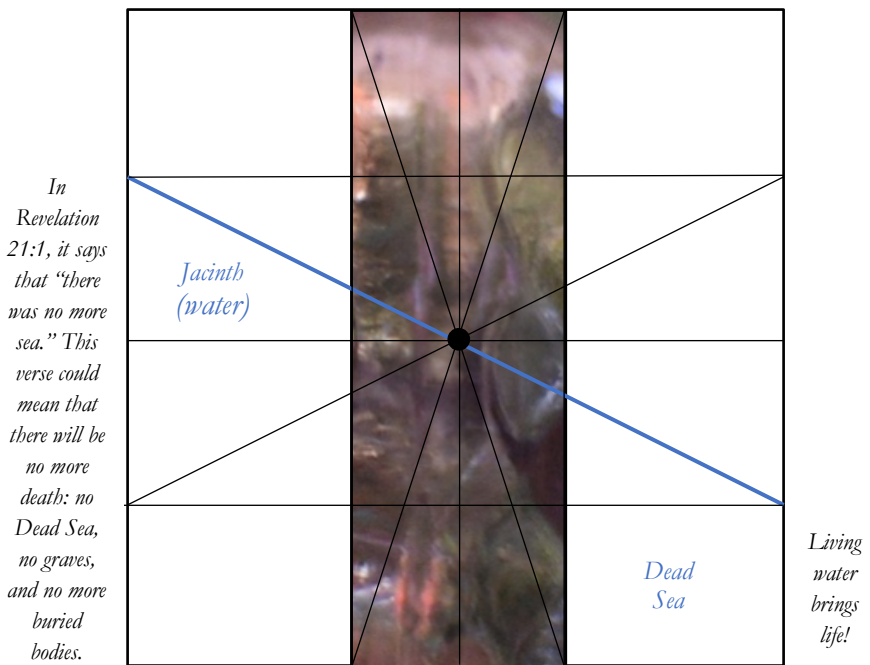 In
Revelation
21:1, it says
that “there
was no more
sea.” This
verse could
mean that
there will be
no more
death: no
Dead Sea,
no graves,
and no more
buried
bodies.
Jacinth
(water)
Dead
Sea
Living
water
brings
life!